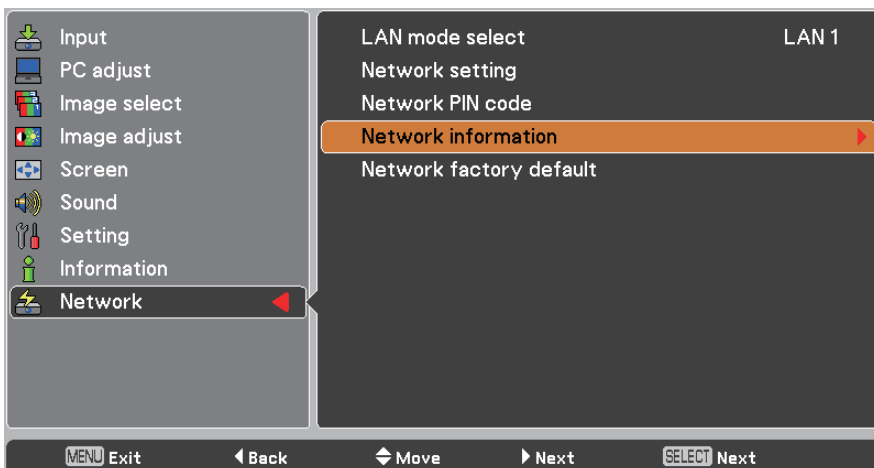 Input
PC adjust
Image select
Image adjust
Screen
Sound
Setting
Information
Network
LAN mode select LAN 1
Network setting
Network PIN code
Network information
Network factory default
MENU Exit Back Move Next SELECT Next